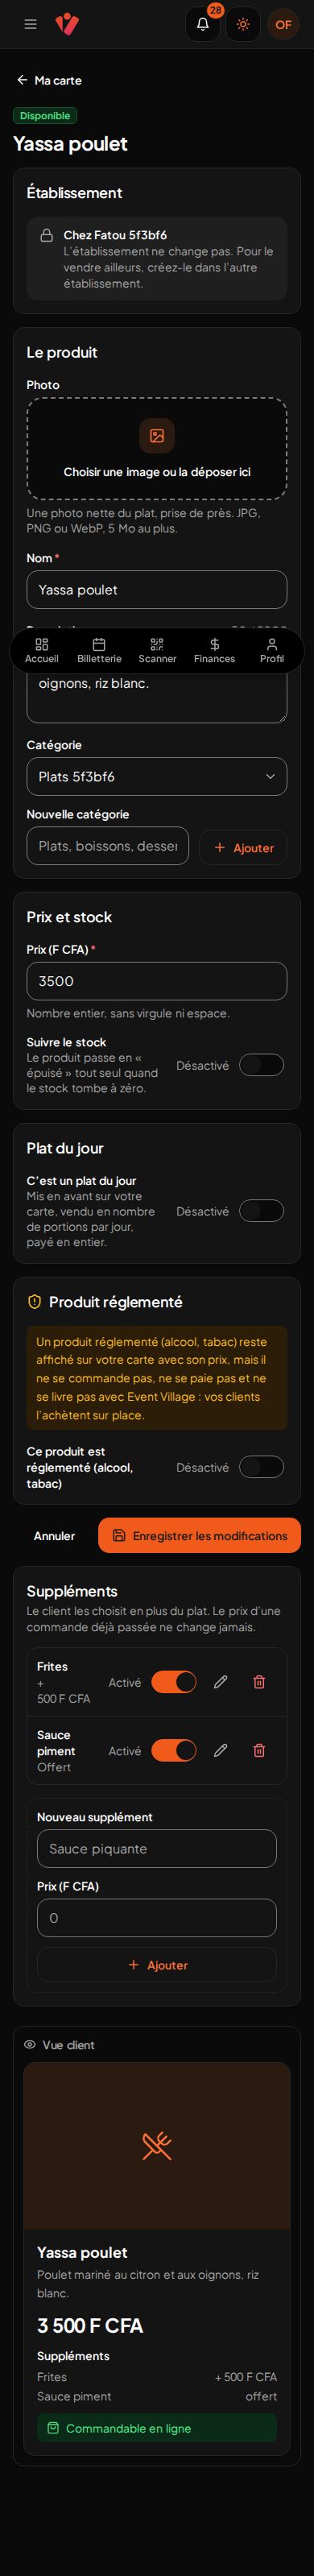 28
OF
Ma carte
Disponible
Yassa poulet
Établissement
Chez Fatou 5f3bf6
L'établissement ne change pas. Pour le
vendre ailleurs, créez-le dans l'autre
établissement.
Le produit
Photo
Choisir une image ou la déposer ici
Une photo nette du plat, prise de près. JPG,
PNG ou WebP, 5 Mo au plus.
Nom *
Yassa poulet
Accueil Billetterie Scanner Finances Profil
oignons, riz blanc.
Catégorie
Plats 5f3bf6
Nouvelle catégorie
Plats, boissons, desser
Ajouter
Prix et stock
Prix (F CFA) *
3500
Nombre entier, sans virgule ni espace.
Suivre le stock
Le produit passe en «
épuisé » tout seul quand
le stock tombe à zéro.
Désactivé
Plat du jour
C'est un plat du jour
Mis en avant sur votre
carte, vendu en nombre
de portions par jour,
payé en entier.
Désactivé
Produit réglementé
Un produit réglementé (alcool, tabac) reste
affiché sur votre carte avec son prix, mais il
ne se commande pas, ne se paie pas et ne
se livre pas avec Event Village : vos clients
l'achètent sur place.
Ce produit est
réglementé (alcool,
tabac)
Désactivé
Annuler
Enregistrer les modifications
Suppléments
Le client les choisit en plus du plat. Le prix d'une
commande déjà passée ne change jamais.
Frites
+
500 F CFA
Activé
Sauce
piment
Offert
Activé
Nouveau supplément
Sauce piquante
Prix (F CFA)
0
Ajouter
Vue client
Yassa poulet
Poulet mariné au citron et aux oignons, riz
blanc.
3 500 F CFA
Suppléments
Frites + 500 F CFA
Sauce piment offert
Commandable en ligne